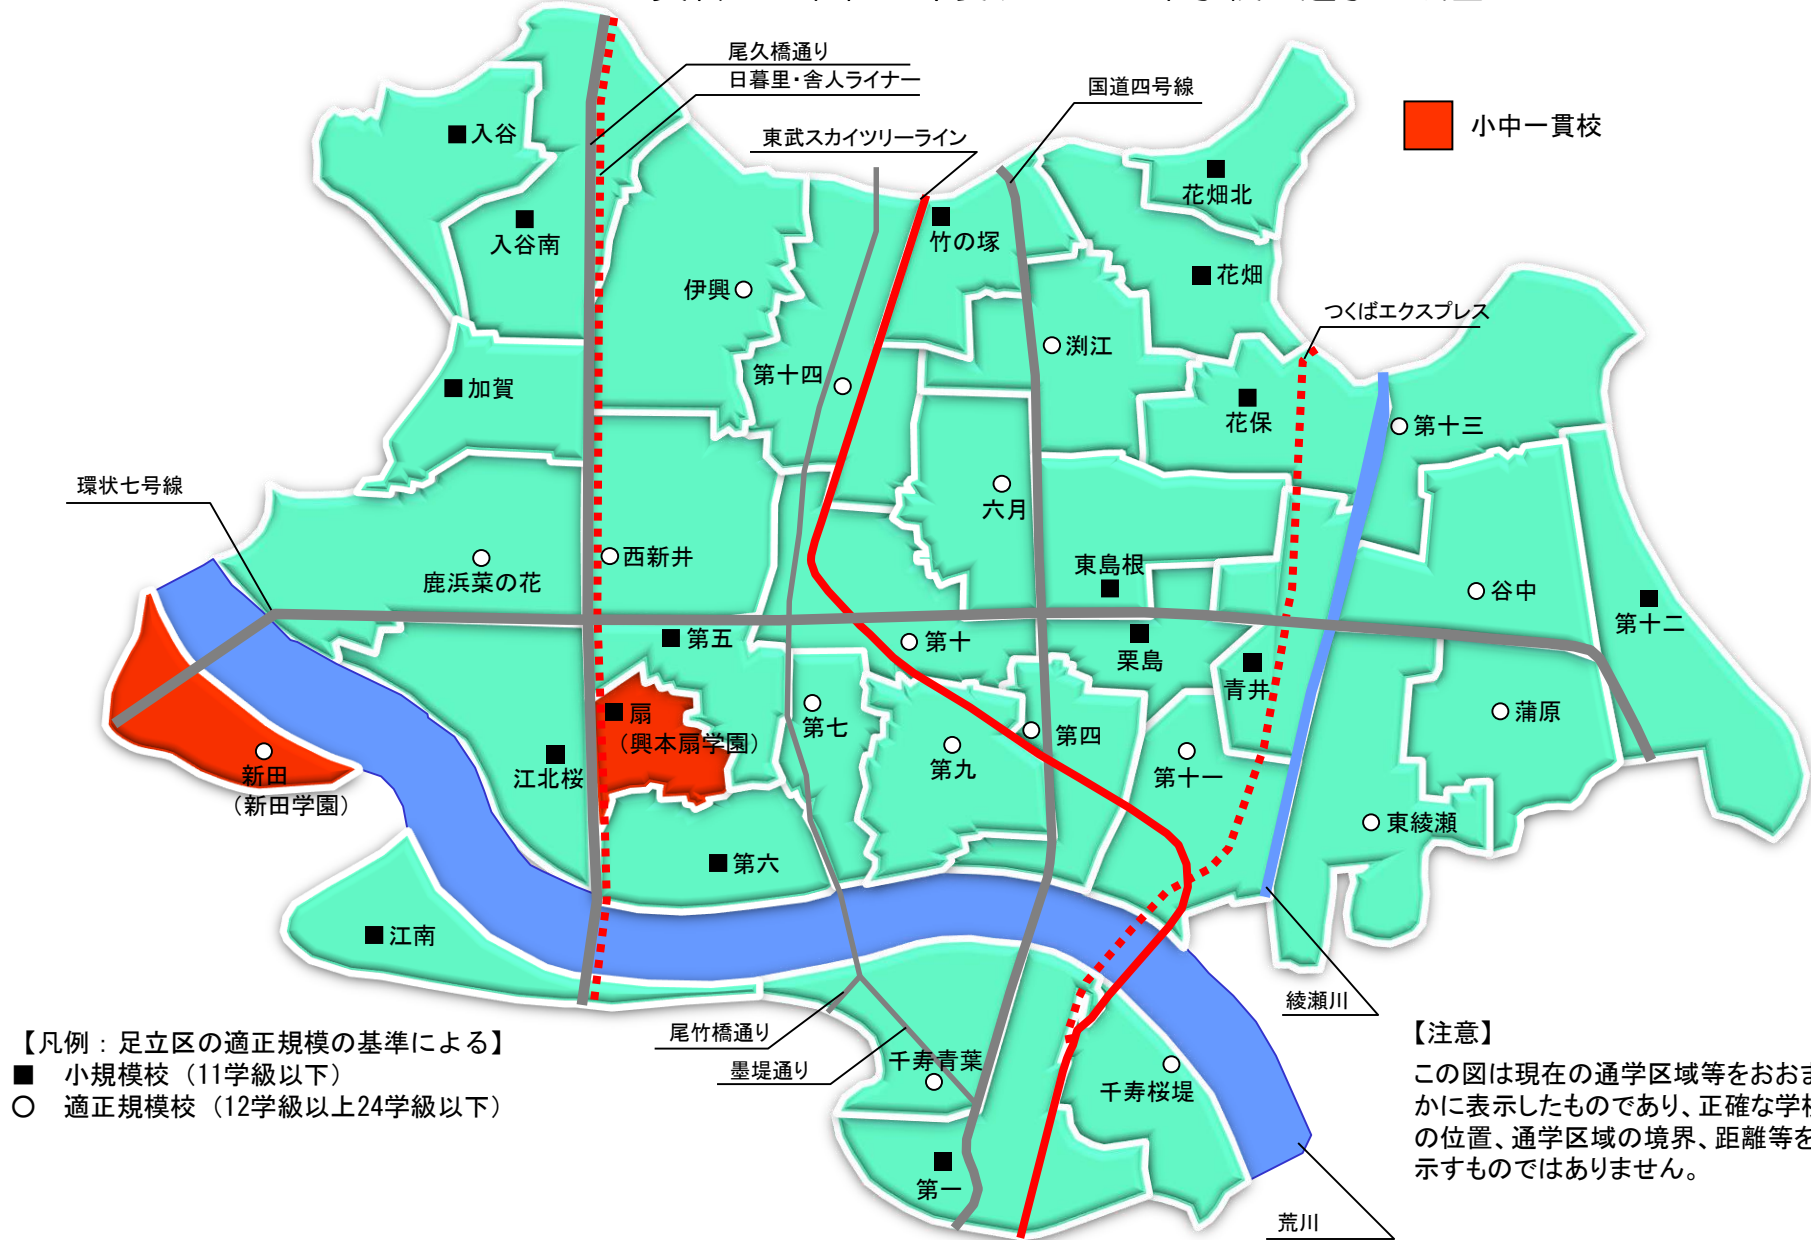 尾久橋通り
日暮里・舎人ライナー
国道四号線
東武スカイツリーライン
小中一貫校
入谷
花畑北
入谷南
竹の塚
花畑
伊興
つくばエクスプレス
渕江
第十四
加賀
花保
第十三
環状七号線
六月
西新井
鹿浜菜の花
東島根
谷中
第十二
第五
第十
栗島
青井
扇
(興本扇学園)
第七
第四
蒲原
新田
(新田学園)
江北桜
第九
第十一
東綾瀬
第六
江南
綾瀬川
尾竹橋通り
墨堤通り
千寿青葉
千寿桜堤
第一
荒川
【凡例：足立区の適正規模の基準による】
■ 小規模校（11学級以下）
○ 適正規模校（12学級以上24学級以下）
【注意】
この図は現在の通学区域等をおおま
かに表示したものであり、正確な学校
の位置、通学区域の境界、距離等を
示すものではありません。